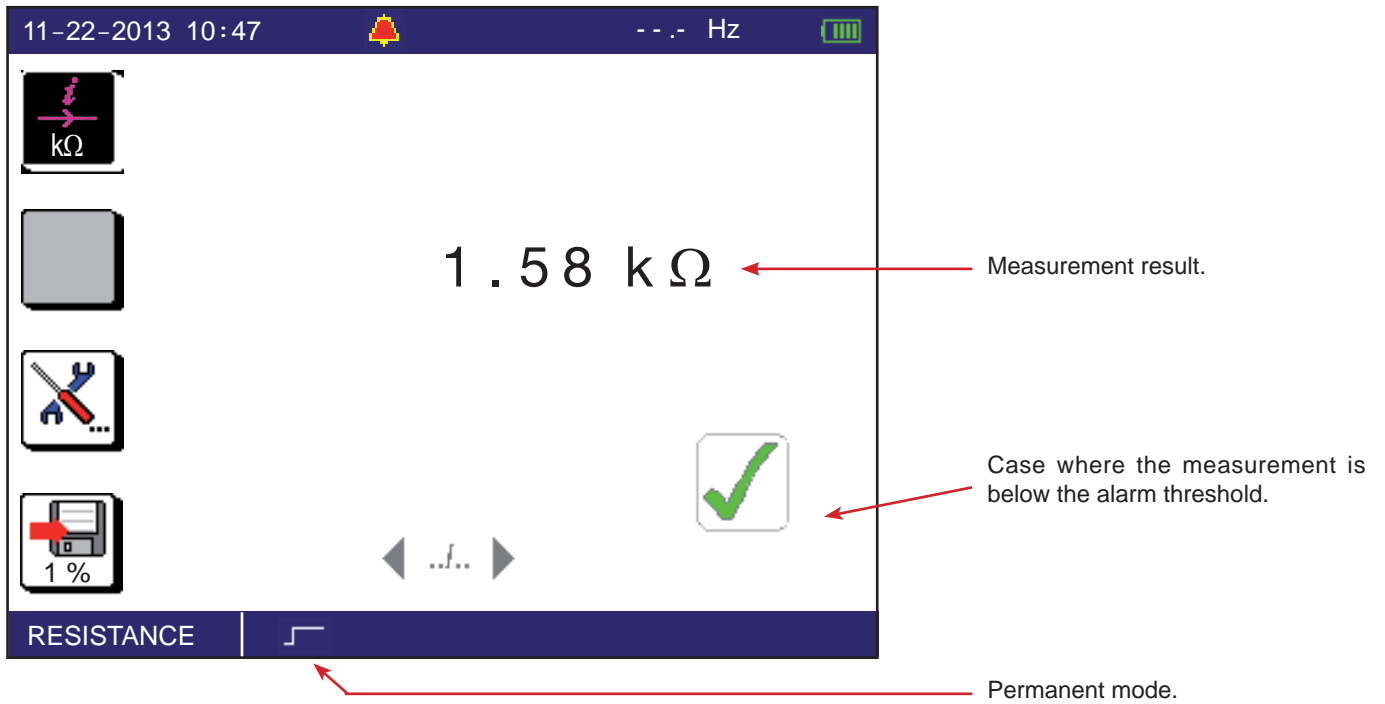 11-22-2013 10:47 --.- Hz
i
kΩ
1.58 kΩ
Measurement result.
...
Case where the measurement is
below the alarm threshold.
1 %
RESISTANCE
Permanent mode.